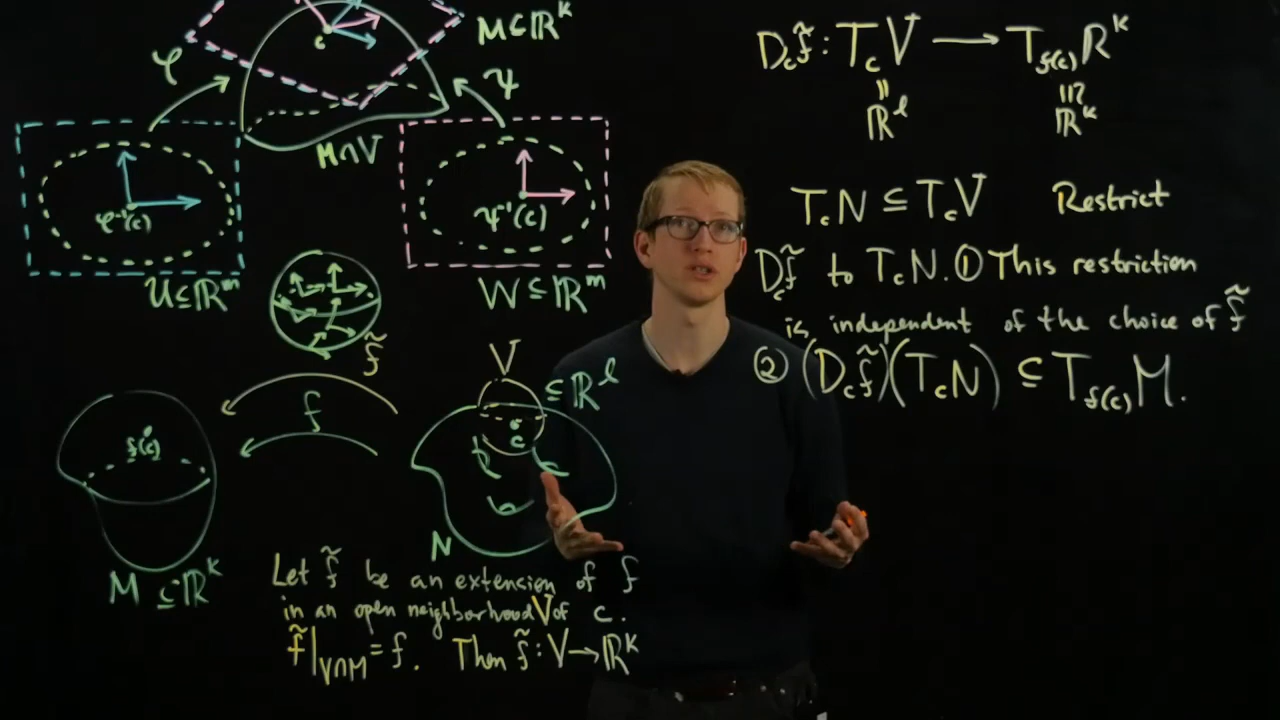 c
M ⊆ ℝᵏ
φ
ψ
M∩V
φ⁻¹(c)
ψ⁻¹(c)
U ⊆ ℝᵐ
W ⊆ ℝᵐ
f̃
V
⊆ ℝˡ
f
f(c)
c
N
M ⊆ ℝᵏ
Let f̃ be an extension of f
in an open neighborhood V of c.
f̃|_{V∩M} = f. Then f̃ : V → ℝᵏ
D_c f̃ : T_c V → T_{f(c)} ℝᵏ
= ≅
ℝˡ ℝᵏ
T_c N ⊆ T_c V Restrict
D_c f̃ to T_c N. ① This restriction
is independent of the choice of f̃
② (D_c f̃)(T_c N) ⊆ T_{f(c)} M.